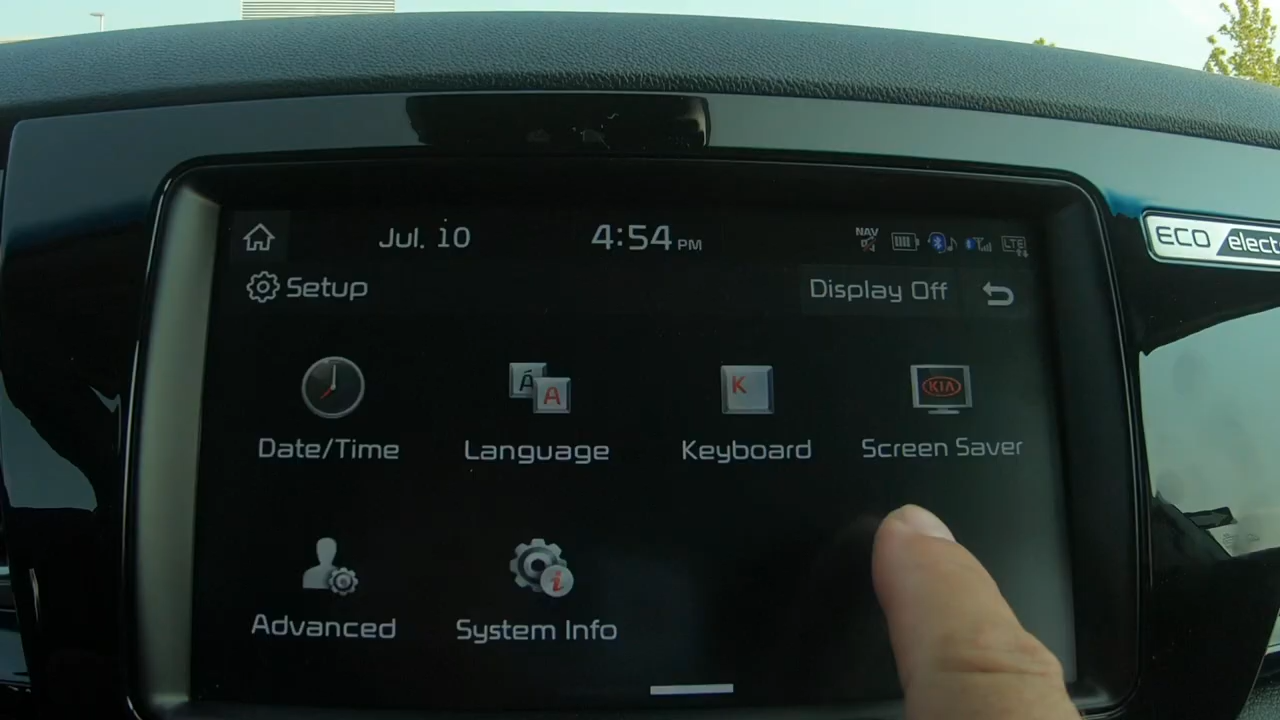 Jul. 10 4:54 PM NAV LTE
ECO elect
Setup Display Off
Á A K KIA
Date/Time Language Keyboard Screen Saver
i
Advanced System Info